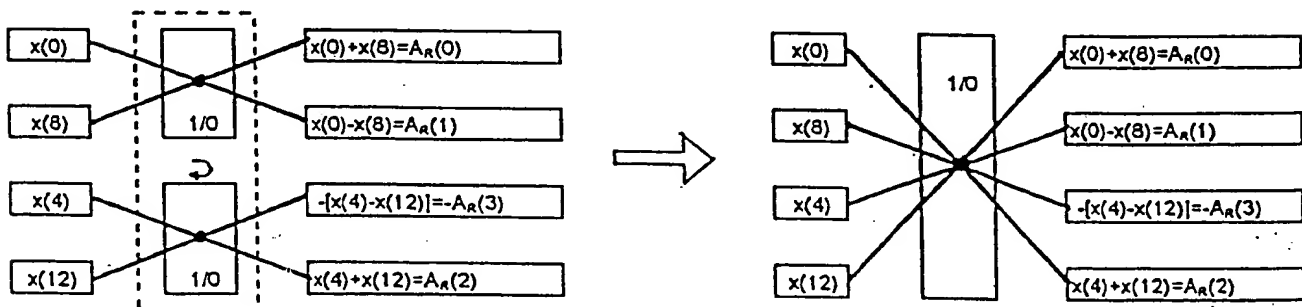 x(0)
x(0)+x(8)=A_R(0)
x(8)
1/0
x(0)-x(8)=A_R(1)
x(4)
-[x(4)-x(12)]=-A_R(3)
x(12)
1/0
x(4)+x(12)=A_R(2)
x(0)
1/0
x(0)+x(8)=A_R(0)
x(8)
x(0)-x(8)=A_R(1)
x(4)
-[x(4)-x(12)]=-A_R(3)
x(12)
x(4)+x(12)=A_R(2)